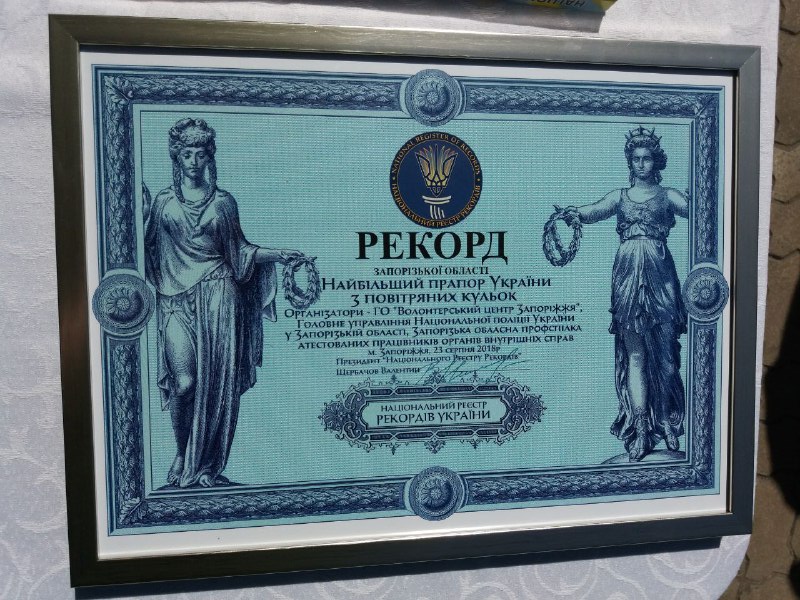 NATIONAL REGISTER OF RECORDS
НАЦІОНАЛЬНИЙ РЕЄСТР РЕКОРДІВ
РЕКОРД
ЗАПОРІЗЬКОЇ ОБЛАСТІ
НАЙБІЛЬШИЙ ПРАПОР УКРАЇНИ
З ПОВІТРЯНИХ КУЛЬОК
ОРГАНІЗАТОРИ - ГО "ВОЛОНТЕРСЬКИЙ ЦЕНТР ЗАПОРІЖЖЯ",
ГОЛОВНЕ УПРАВЛІННЯ НАЦІОНАЛЬНОЇ ПОЛІЦІЇ УКРАЇНИ
У ЗАПОРІЗЬКІЙ ОБЛАСТІ, ЗАПОРІЗЬКА ОБЛАСНА ПРОФСПІЛКА
АТЕСТОВАНИХ ПРАЦІВНИКІВ ОРГАНІВ ВНУТРІШНІХ СПРАВ
М. ЗАПОРІЖЖЯ, 23 СЕРПНЯ 2018Р
ПРЕЗИДЕНТ "НАЦІОНАЛЬНОГО РЕЄСТРУ РЕКОРДІВ"
ЩЕРБАЧОВ ВАЛЕНТИН
НАЦІОНАЛЬНИЙ РЕЄСТР
РЕКОРДІВ УКРАЇНИ